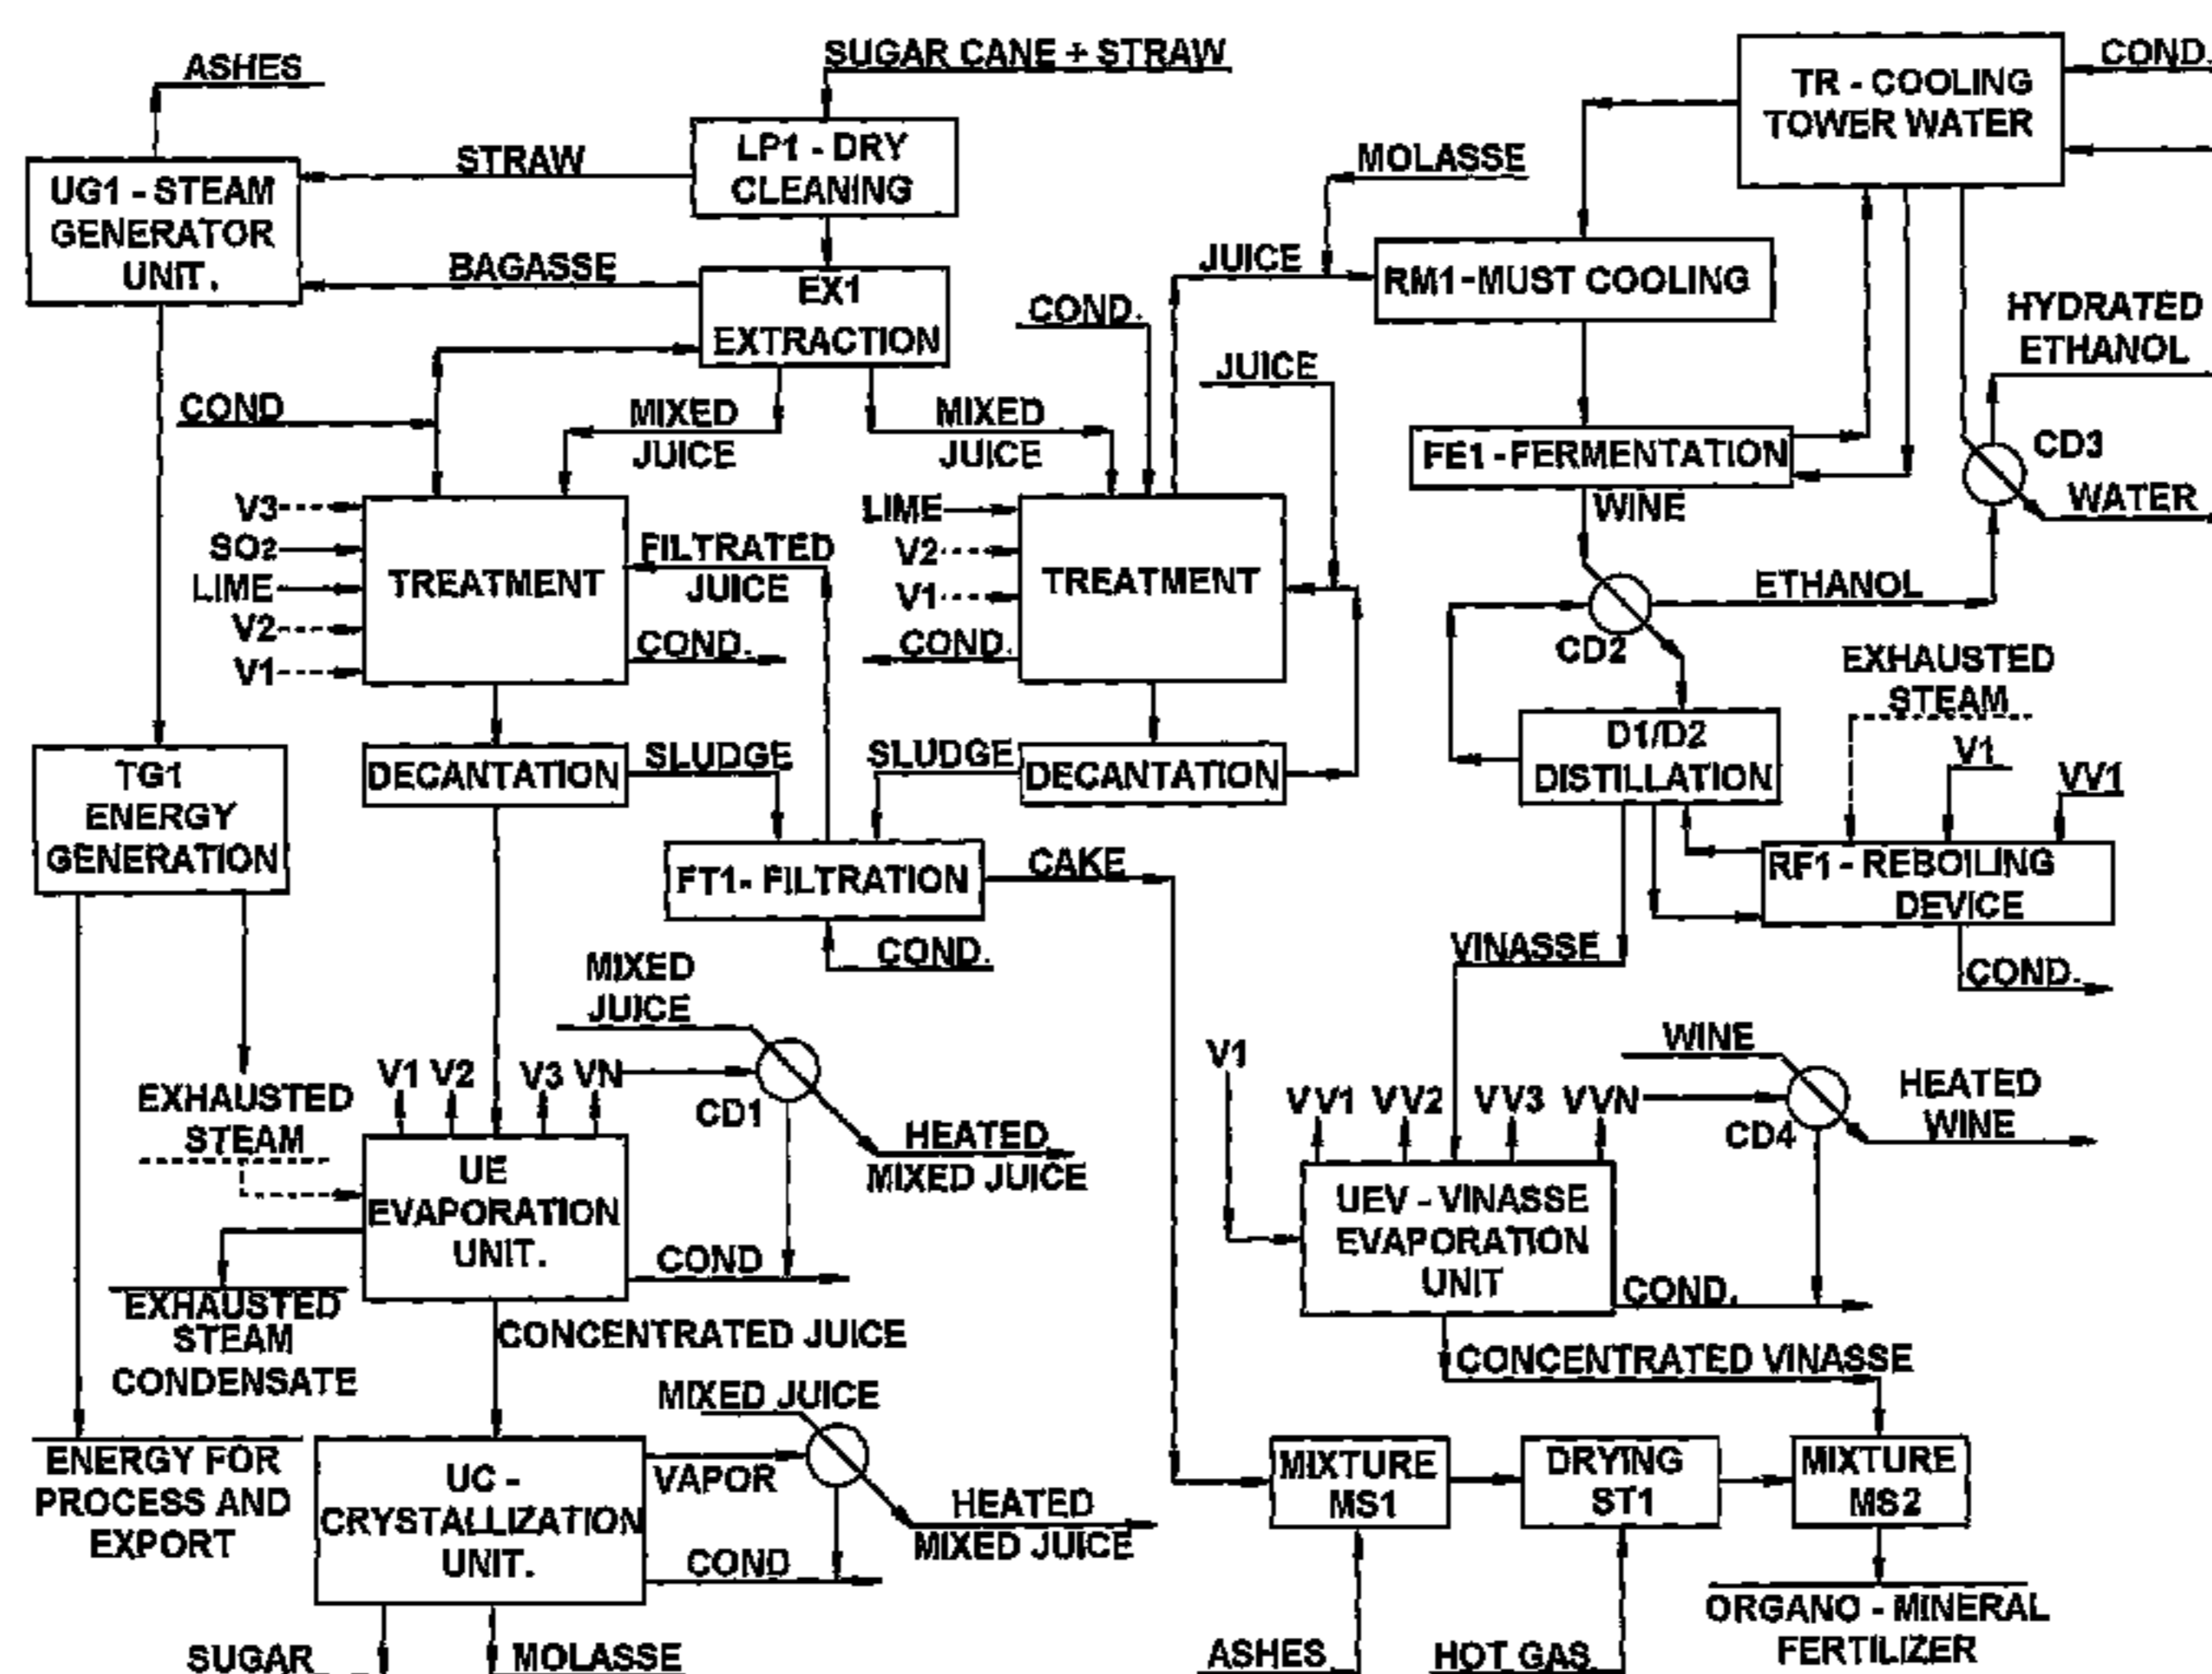 ASHES
SUGAR CANE + STRAW
COND.
TR - COOLING
TOWER WATER
LP1 - DRY
CLEANING
STRAW
MOLASSE
UG1 - STEAM
GENERATOR
UNIT.
BAGASSE
EX1
EXTRACTION
JUICE
RM1-MUST COOLING
COND.
JUICE
HYDRATED
ETHANOL
COND
MIXED
JUICE
MIXED
JUICE
FE1 - FERMENTATION
CD3
WATER
WINE
V3
SO2
LIME
V2
V1
TREATMENT
FILTRATED
JUICE
COND.
LIME
V2
V1
COND.
TREATMENT
ETHANOL
CD2
EXHAUSTED
STEAM
V1
VV1
TG1
ENERGY
GENERATION
DECANTATION
SLUDGE
SLUDGE
DECANTATION
D1/D2
DISTILLATION
FT1- FILTRATION
CAKE
RF1 - REBOILING
DEVICE
COND.
VINASSE
COND.
MIXED
JUICE
WINE
V1
V1 V2 V3 VN
CD1
EXHAUSTED
STEAM
HEATED
MIXED JUICE
VV1 VV2 VV3 VVN
CD4
HEATED
WINE
UE
EVAPORATION
UNIT.
COND
UEV - VINASSE
EVAPORATION
UNIT
COND.
EXHAUSTED
STEAM
CONDENSATE
CONCENTRATED JUICE
CONCENTRATED VINASSE
MIXED JUICE
ENERGY FOR
PROCESS AND
EXPORT
UC -
CRYSTALLIZATION
UNIT.
VAPOR
HEATED
MIXED JUICE
COND
MIXTURE
MS1
DRYING
ST1
MIXTURE
MS2
ORGANO - MINERAL
FERTILIZER
SUGAR
MOLASSE
ASHES
HOT GAS